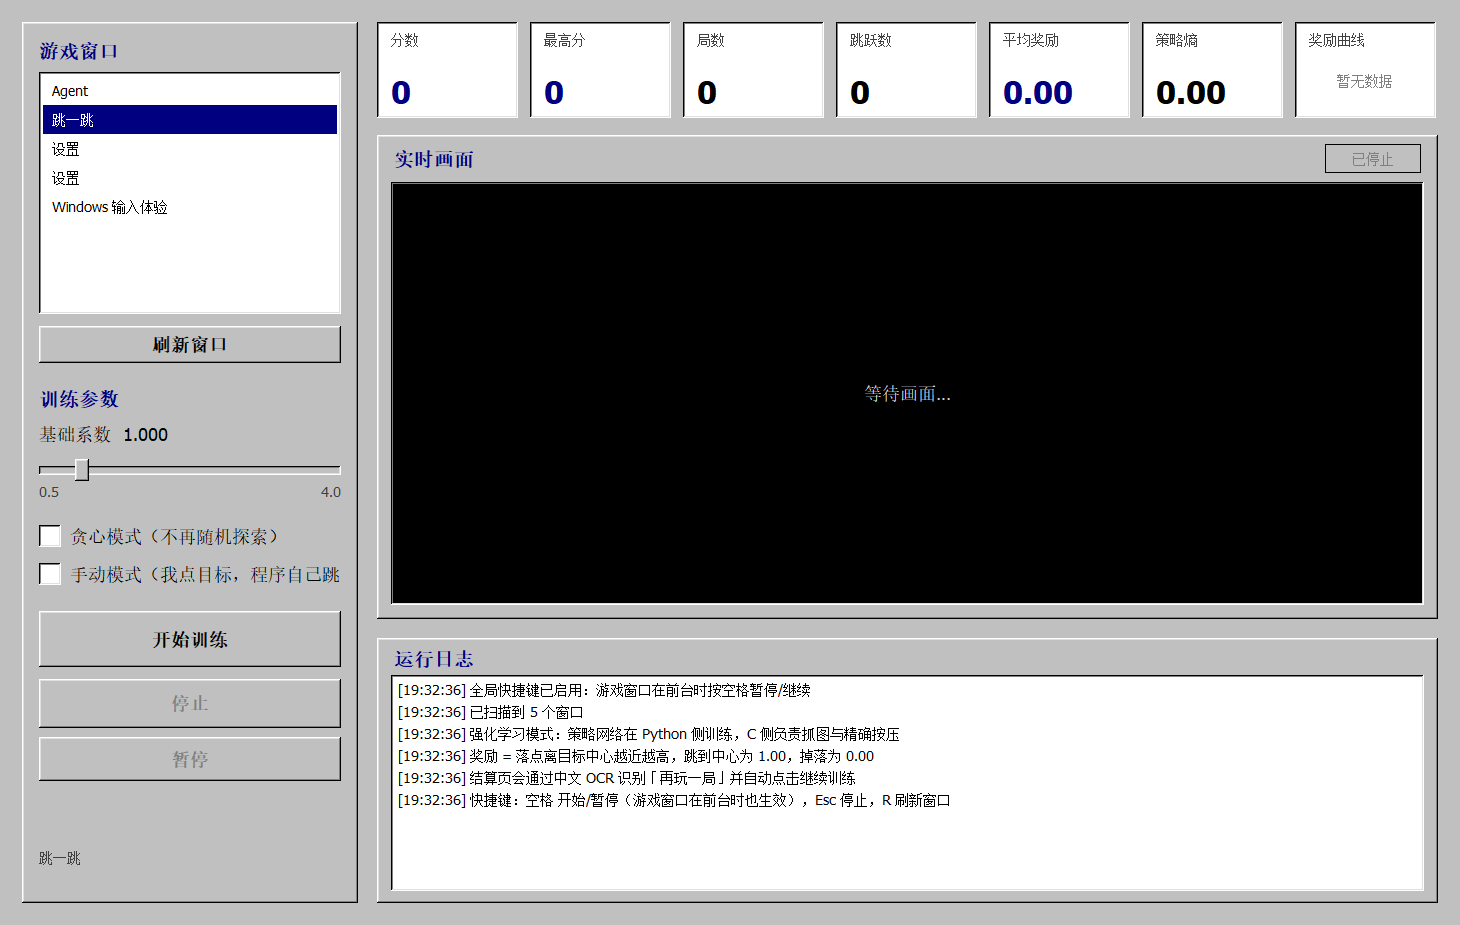 游戏窗口
Agent
跳一跳
设置
设置
Windows 输入体验
刷新窗口
训练参数
基础系数 1.000
0.5 4.0
贪心模式（不再随机探索）
手动模式（我点目标，程序自己跳
开始训练
停止
暂停
跳一跳
分数
0
最高分
0
局数
0
跳跃数
0
平均奖励
0.00
策略熵
0.00
奖励曲线
暂无数据
实时画面
已停止
等待画面...
运行日志
[19:32:36] 全局快捷键已启用：游戏窗口在前台时按空格暂停/继续
[19:32:36] 已扫描到 5 个窗口
[19:32:36] 强化学习模式：策略网络在 Python 侧训练，C 侧负责抓图与精确按压
[19:32:36] 奖励 = 落点离目标中心越近越高，跳到中心为 1.00，掉落为 0.00
[19:32:36] 结算页会通过中文 OCR 识别「再玩一局」并自动点击继续训练
[19:32:36] 快捷键：空格 开始/暂停（游戏窗口在前台时也生效），Esc 停止，R 刷新窗口